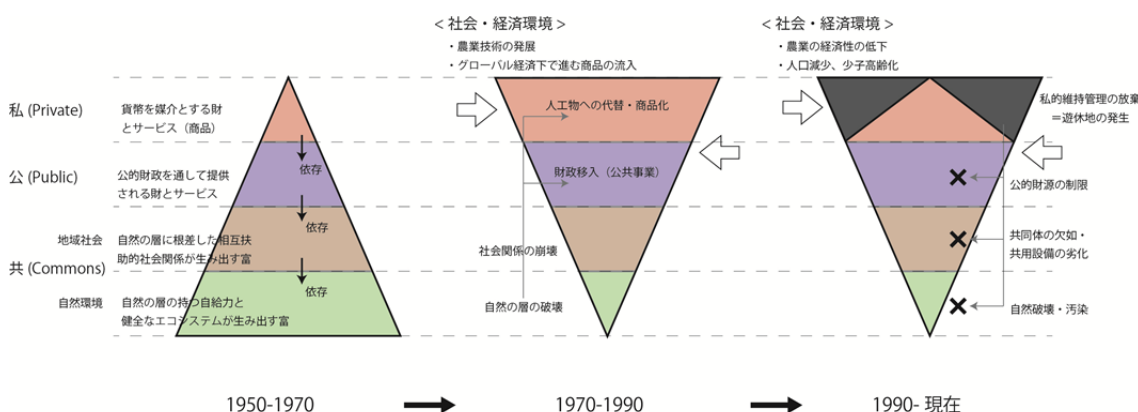 ＜社会・経済環境＞
・農業技術の発展
・グローバル経済下で進む商品の流入
＜社会・経済環境＞
・農業の経済性の低下
・人口減少、少子高齢化
私 (Private)
貨幣を媒介とする財
とサービス（商品）
依存
人工物への代替・商品化
私的維持管理の放棄
＝遊休地の発生
公 (Public)
公的財政を通して提供
される財とサービス
依存
財政移入（公共事業）
公的財源の制限
地域社会
自然の層に根差した相互扶
助的社会関係が生み出す富
社会関係の崩壊
共同体の欠如・
共用設備の劣化
共 (Commons)
依存
自然環境
自然の層の持つ自給力と
健全なエコシステムが生み出す富
自然の層の破壊
自然破壊・汚染
1950-1970
1970-1990
1990- 現在